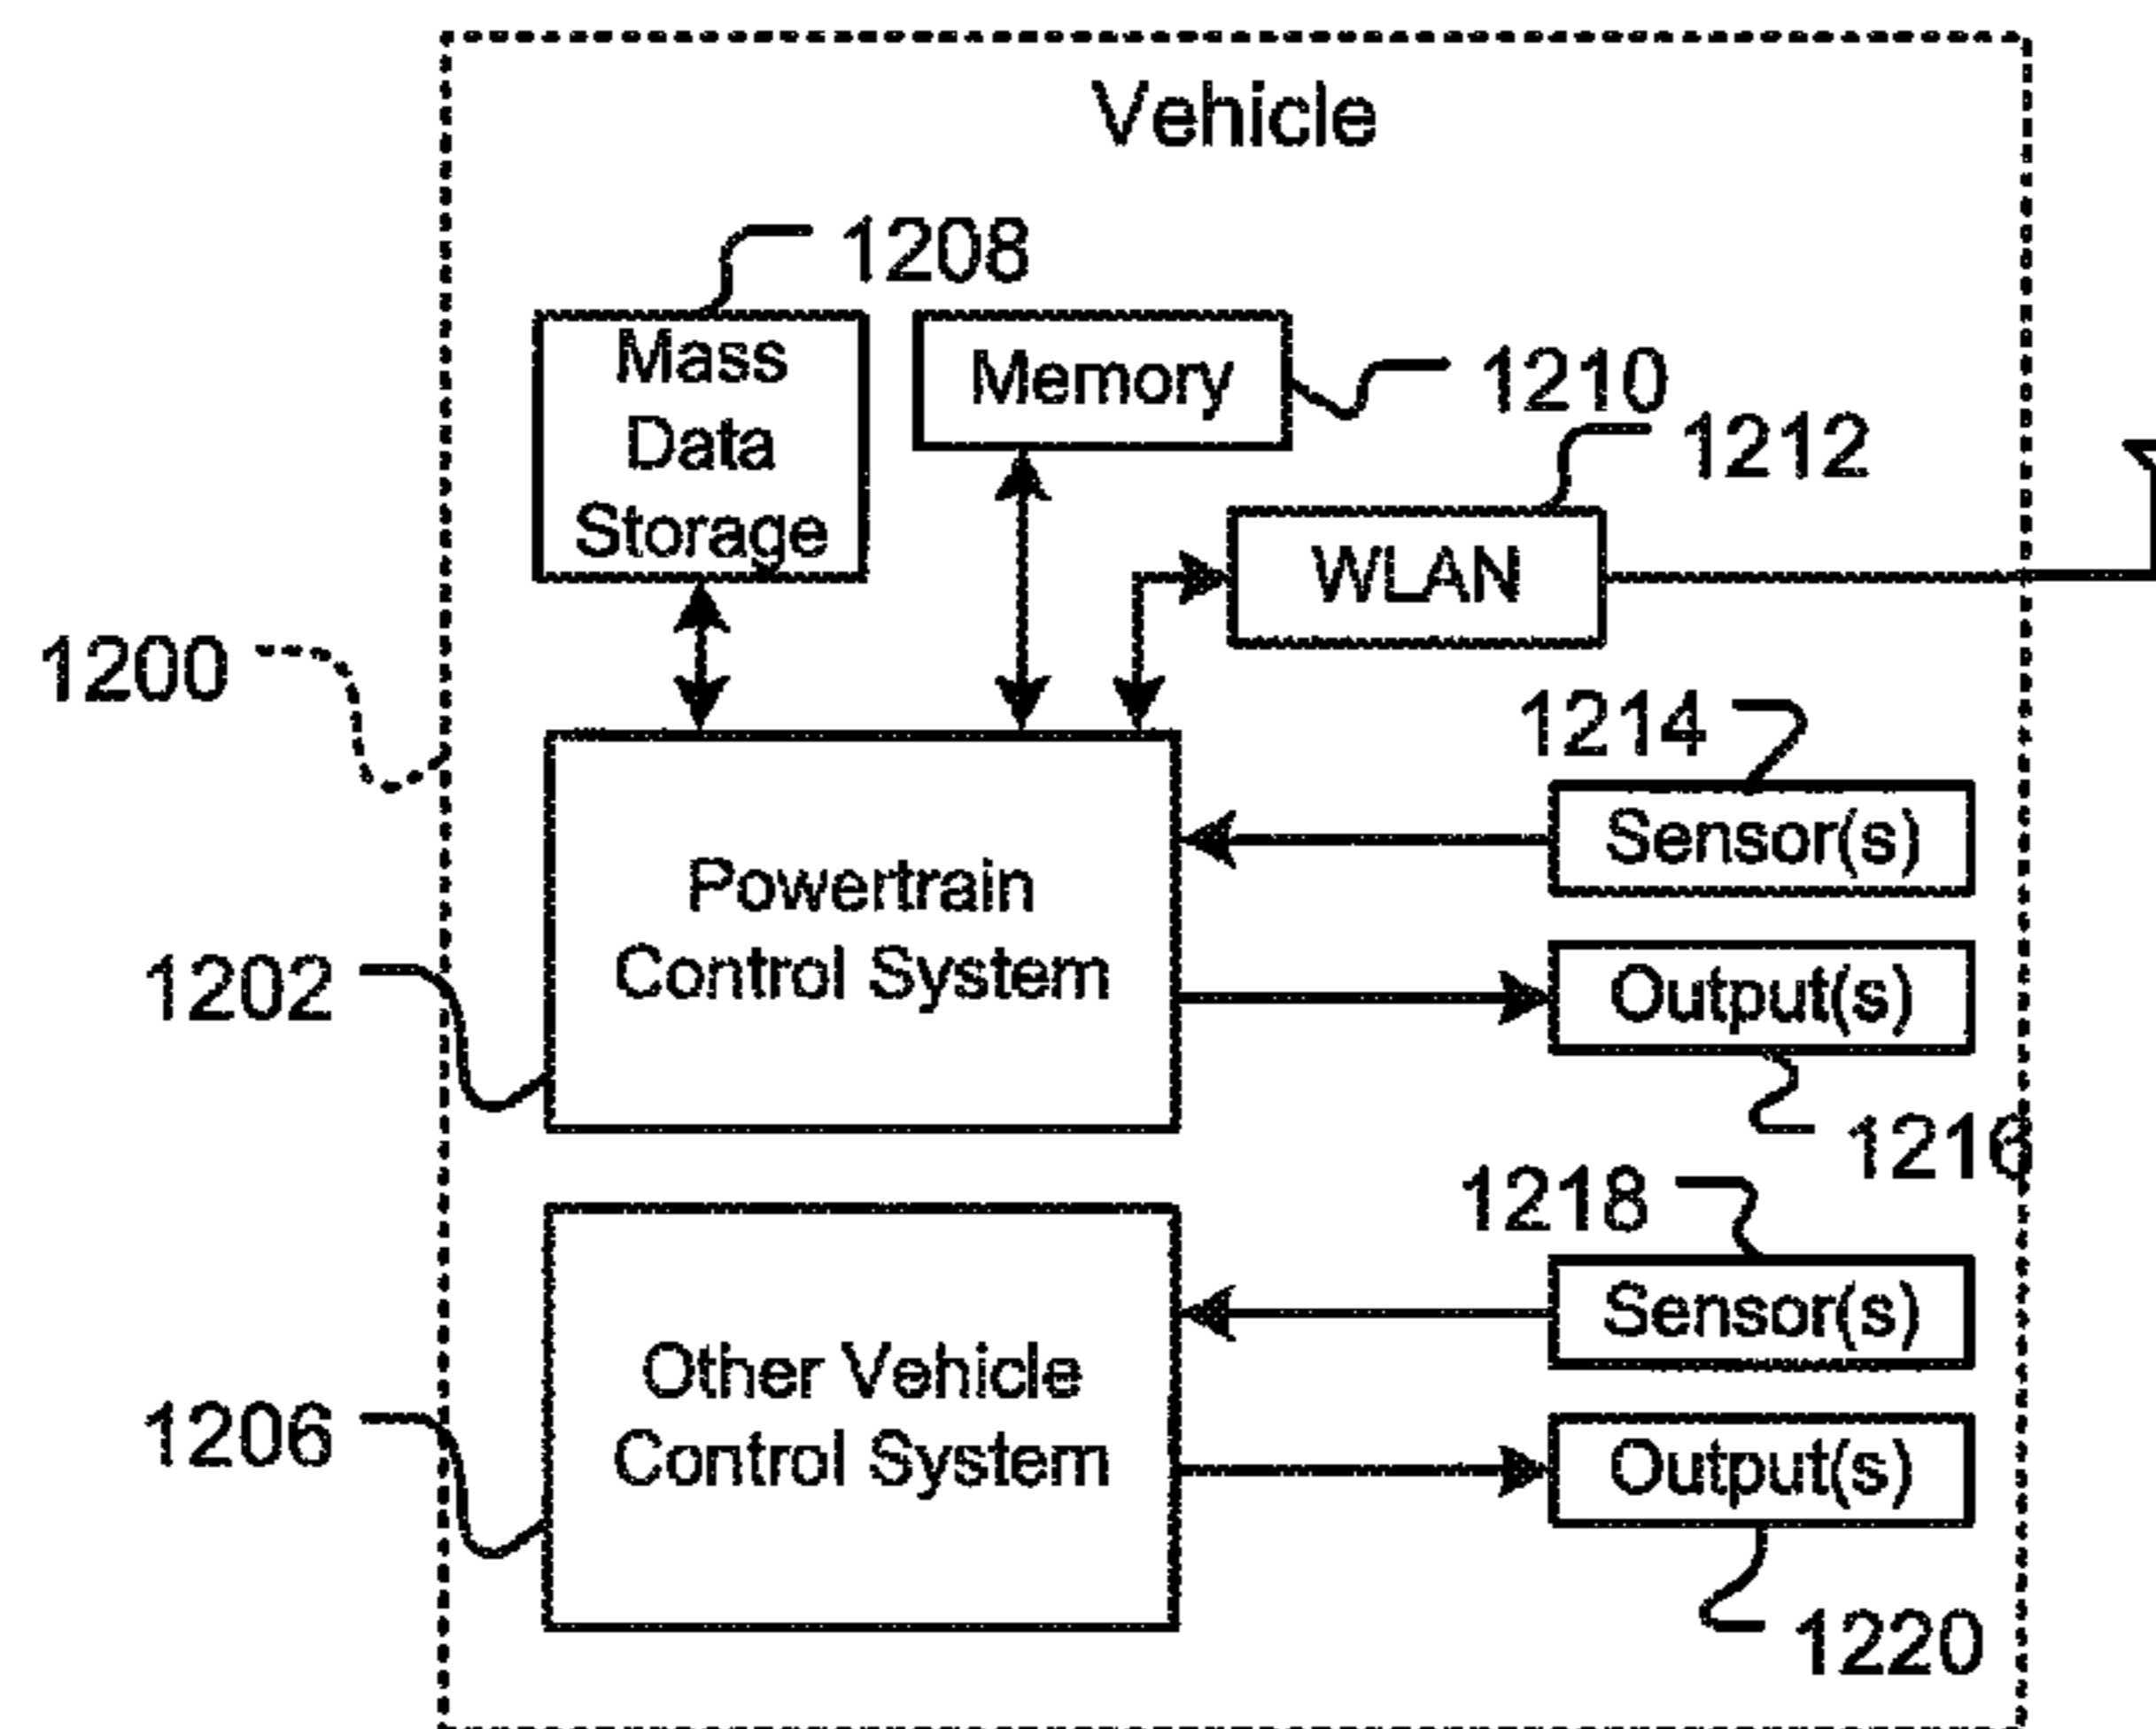 Vehicle
1208
Mass
Data
Storage
Memory
1210
1212
WLAN
1200
1214
Sensor(s)
Powertrain
Control System
1202
Output(s)
1216
1218
Sensor(s)
Other Vehicle
Control System
1206
Output(s)
1220